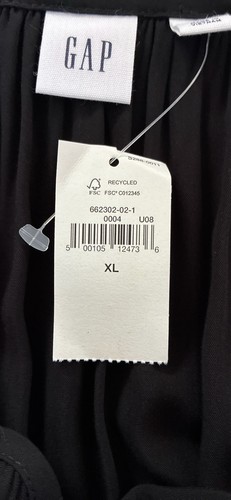 GAP
RECYCLED
FSC
FSC® C012345
662302-02-1
0004 U08
5 00105 12473 6
XL